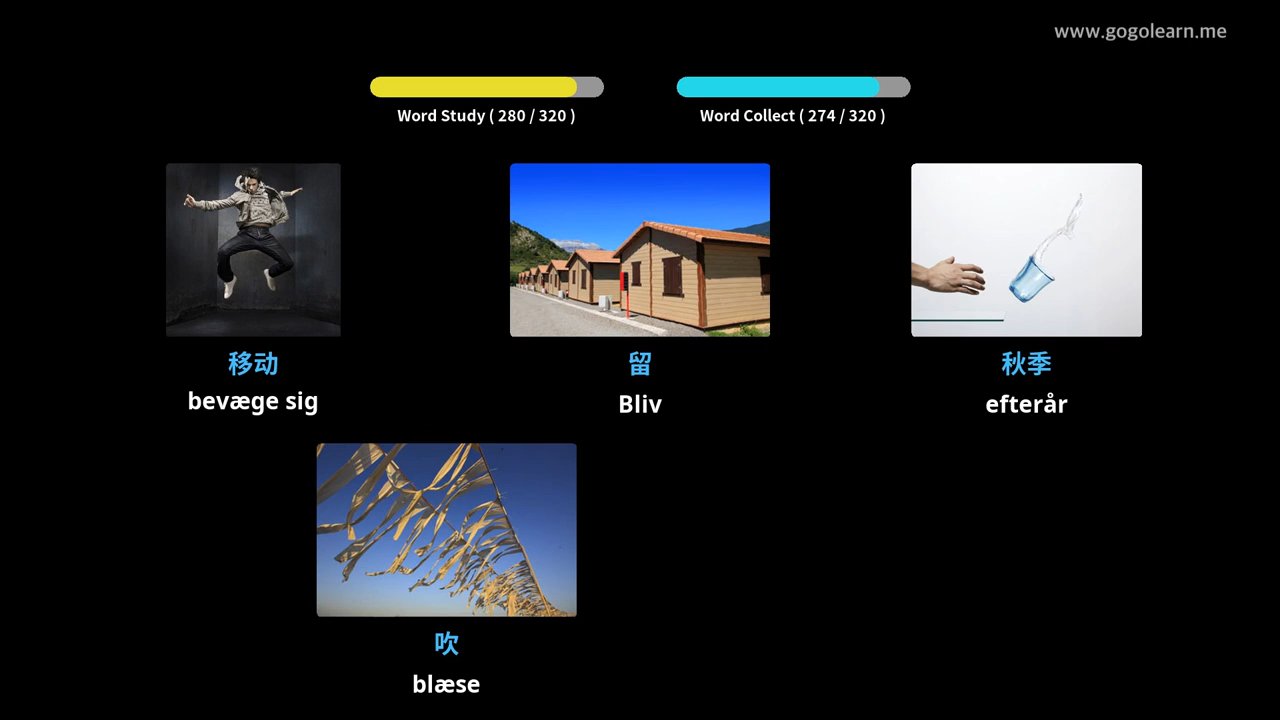 www.gogolearn.me
Word Study ( 280 / 320 )
Word Collect ( 274 / 320 )
移动
bevæge sig
留
Bliv
秋季
efterår
吹
blæse